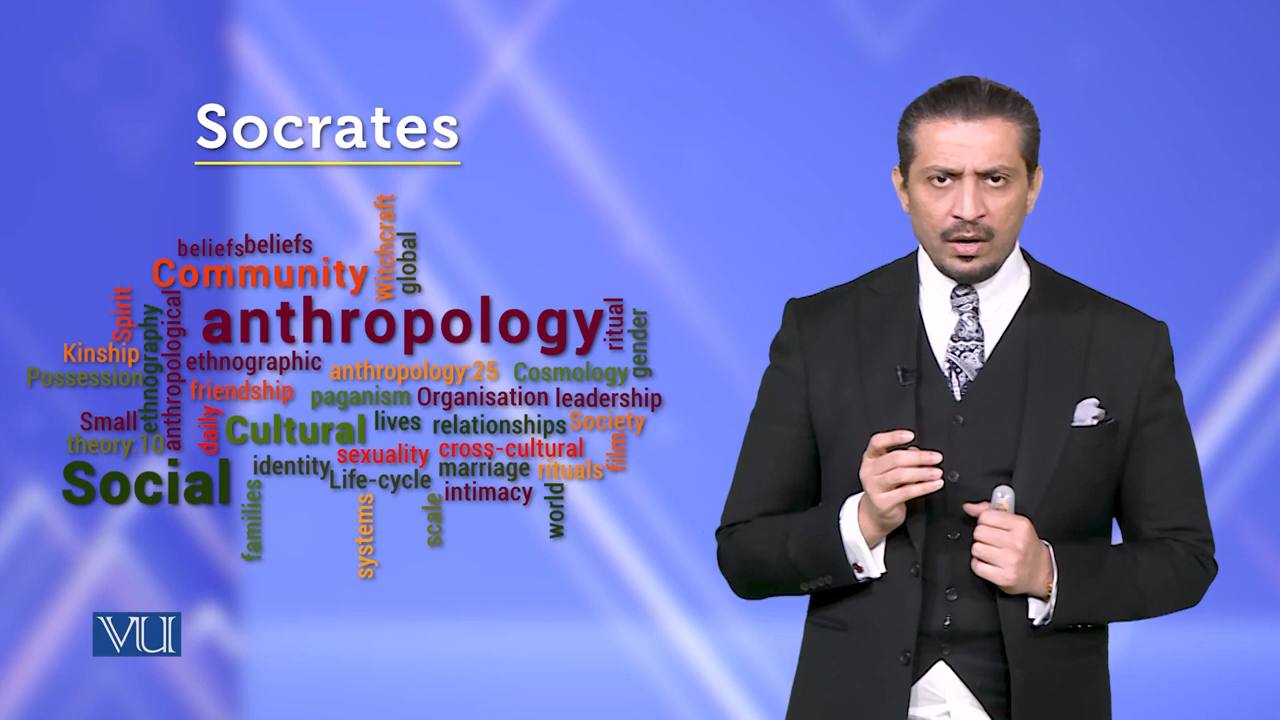 Socrates
Witchcraft
global
beliefs beliefs
Community
Spirit
ethnography
anthropological
anthropology
ritual
gender
Kinship
ethnographic
anthropology:25
Cosmology
Possession
friendship
paganism
Organisation
leadership
Small
daily
Cultural
lives
relationships
Society
film
theory:10
sexuality
cross-cultural
Social
identity
Life-cycle
marriage
rituals
intimacy
families
systems
scale
world
VU